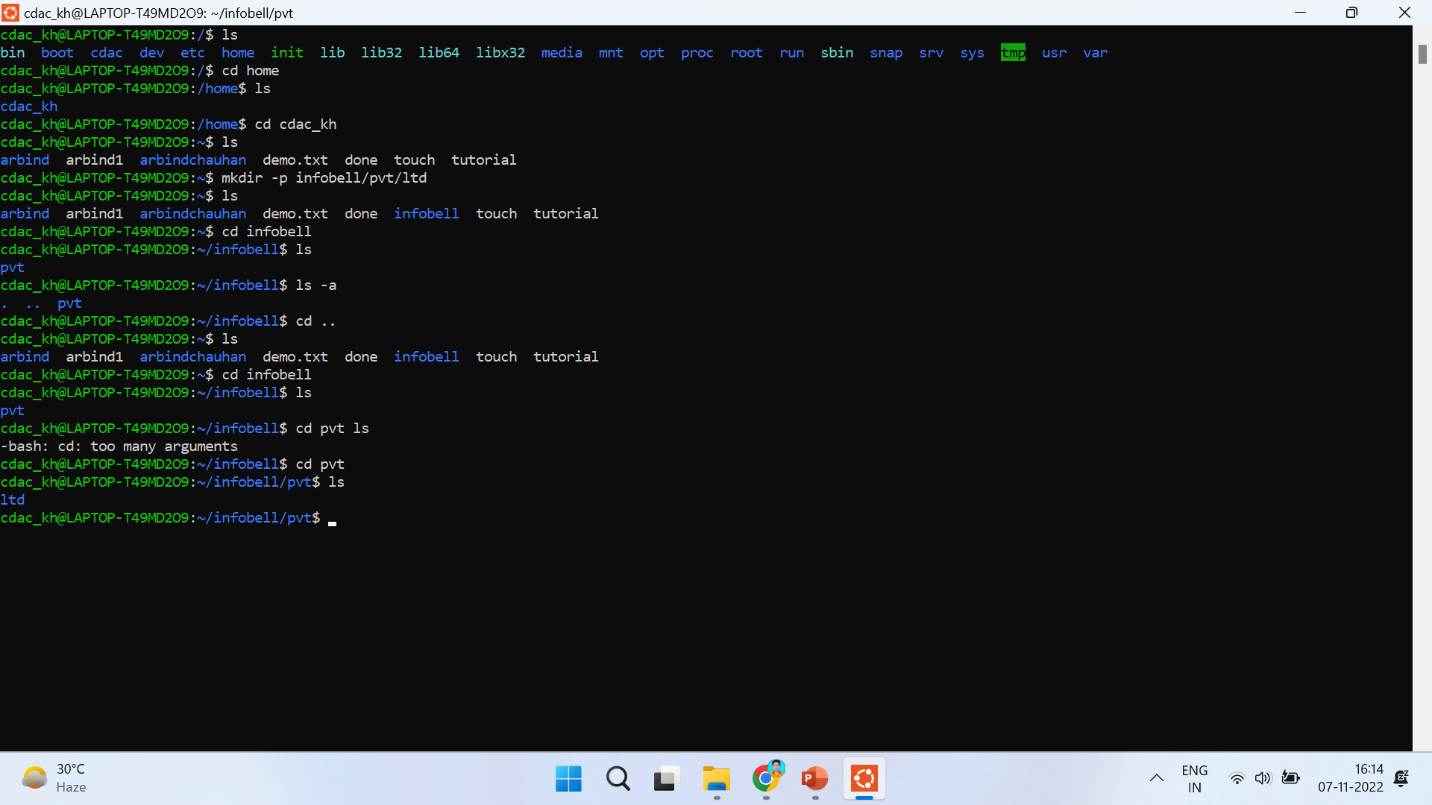 cdac_kh@LAPTOP-T49MD2O9: ~/infobell/pvt
cdac_kh@LAPTOP-T49MD2O9:/$ ls
bin boot cdac dev etc home init lib lib32 lib64 libx32 media mnt opt proc root run sbin snap srv sys tmp usr var
cdac_kh@LAPTOP-T49MD2O9:/$ cd home
cdac_kh@LAPTOP-T49MD2O9:/home$ ls
cdac_kh
cdac_kh@LAPTOP-T49MD2O9:/home$ cd cdac_kh
cdac_kh@LAPTOP-T49MD2O9:~$ ls
arbind arbind1 arbindchauhan demo.txt done touch tutorial
cdac_kh@LAPTOP-T49MD2O9:~$ mkdir -p infobell/pvt/ltd
cdac_kh@LAPTOP-T49MD2O9:~$ ls
arbind arbind1 arbindchauhan demo.txt done infobell touch tutorial
cdac_kh@LAPTOP-T49MD2O9:~$ cd infobell
cdac_kh@LAPTOP-T49MD2O9:~/infobell$ ls
pvt
cdac_kh@LAPTOP-T49MD2O9:~/infobell$ ls -a
. .. pvt
cdac_kh@LAPTOP-T49MD2O9:~/infobell$ cd ..
cdac_kh@LAPTOP-T49MD2O9:~$ ls
arbind arbind1 arbindchauhan demo.txt done infobell touch tutorial
cdac_kh@LAPTOP-T49MD2O9:~$ cd infobell
cdac_kh@LAPTOP-T49MD2O9:~/infobell$ ls
pvt
cdac_kh@LAPTOP-T49MD2O9:~/infobell$ cd pvt ls
-bash: cd: too many arguments
cdac_kh@LAPTOP-T49MD2O9:~/infobell$ cd pvt
cdac_kh@LAPTOP-T49MD2O9:~/infobell/pvt$ ls
ltd
cdac_kh@LAPTOP-T49MD2O9:~/infobell/pvt$
30°C
Haze
P
ENG
IN
16:14
07-11-2022